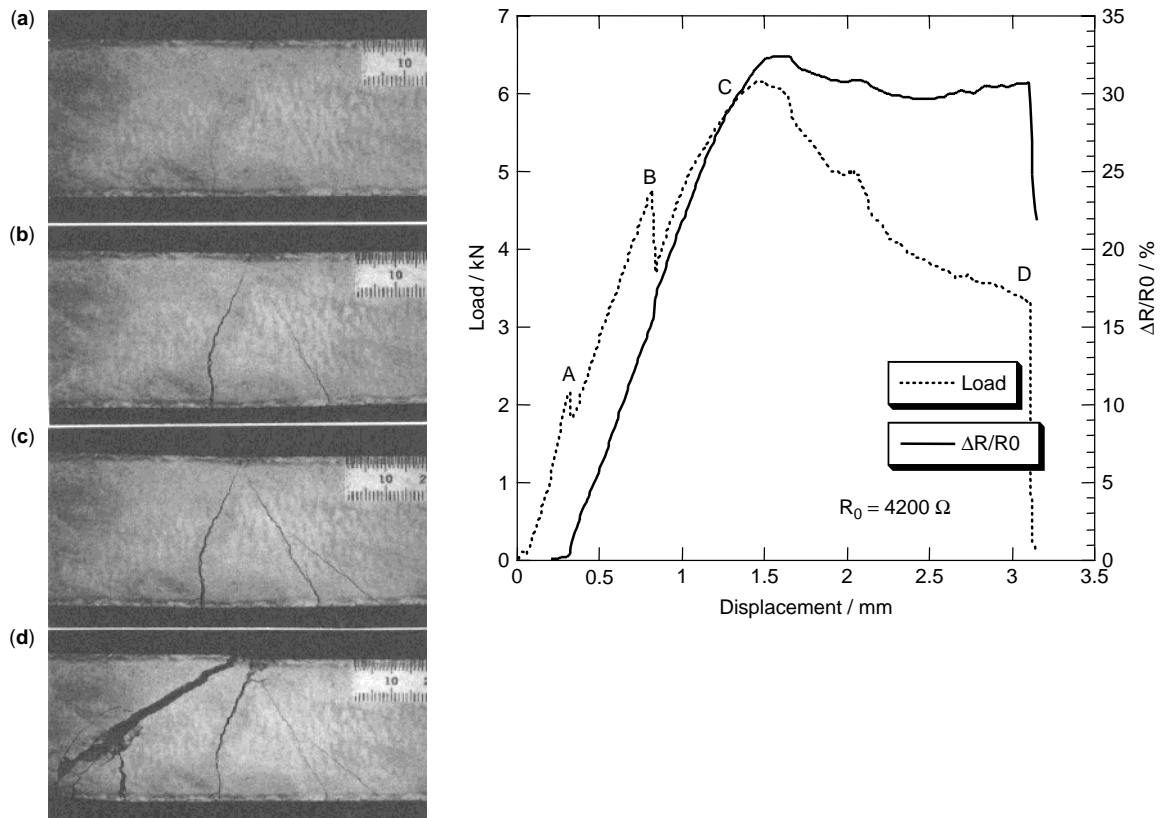 (a)
10
(b)
10
(c)
10 2
(d)
10 2
7
6
5
4
3
2
1
0
Load / kN
0
0.5
1
1.5
2
2.5
3
3.5
Displacement / mm
35
30
25
20
15
10
5
0
ΔR/R0 / %
A
B
C
D
Load
ΔR/R0
R₀ = 4200 Ω